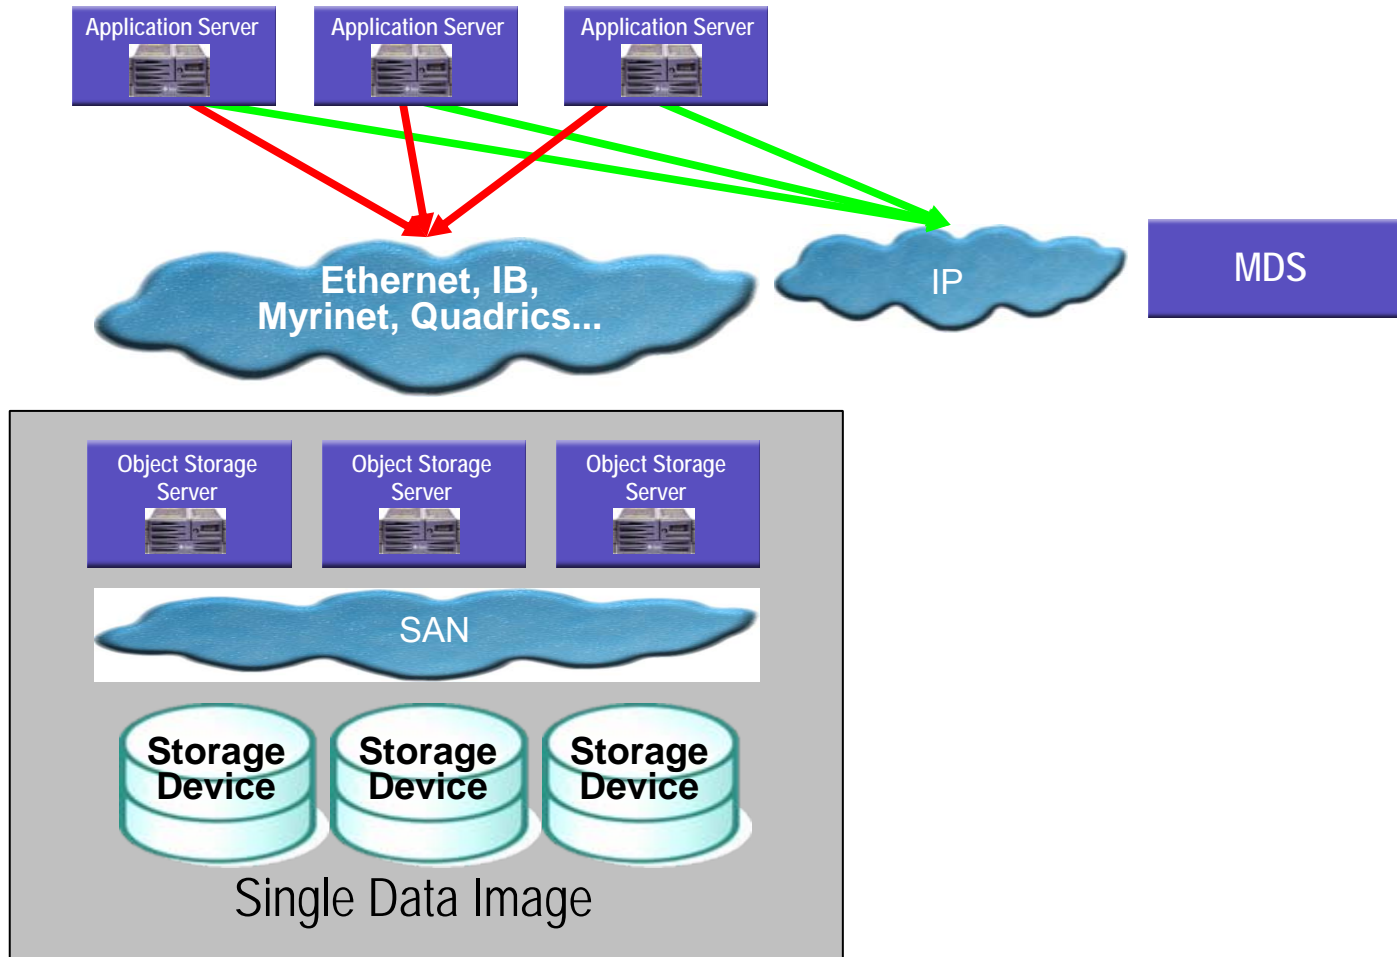 Application Server
Application Server
Application Server
Ethernet, IB,
Myrinet, Quadrics...
IP
MDS
Object Storage
Server
Object Storage
Server
Object Storage
Server
SAN
Storage
Device
Storage
Device
Storage
Device
Single Data Image